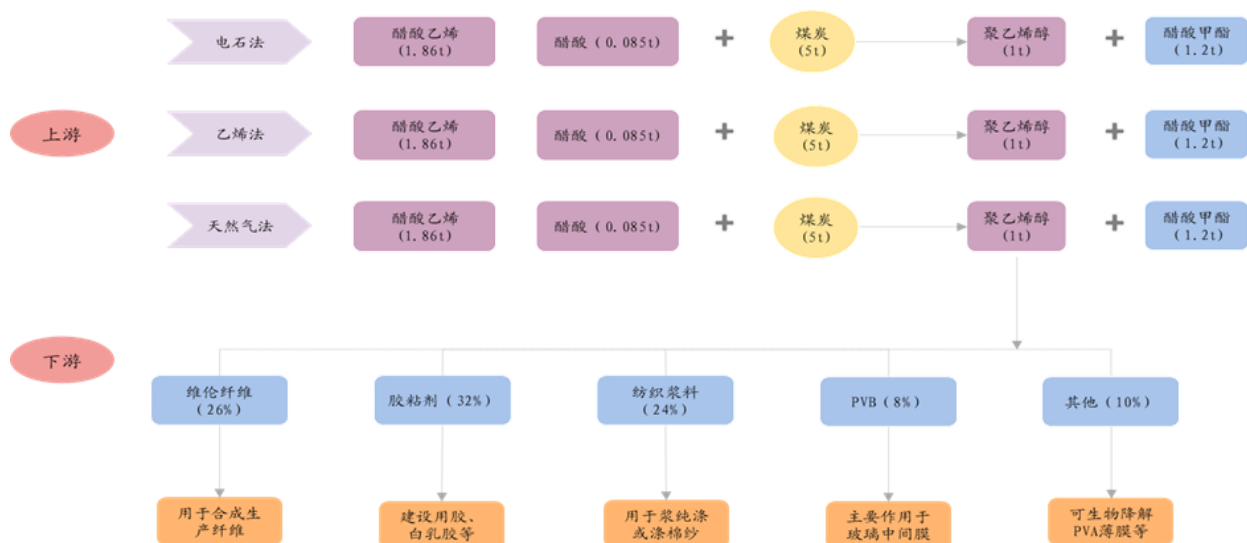 电石法
醋酸乙烯
(1.86t)
醋酸(0.085t)
+
煤炭
(5t)
聚乙烯醇
(1t)
+
醋酸甲酯
(1.2t)
上游
乙烯法
醋酸乙烯
(1.86t)
醋酸(0.085t)
+
煤炭
(5t)
聚乙烯醇
(1t)
+
醋酸甲酯
(1.2t)
天然气法
醋酸乙烯
(1.86t)
醋酸(0.085t)
+
煤炭
(5t)
聚乙烯醇
(1t)
+
醋酸甲酯
(1.2t)
下游
维伦纤维
(26%)
胶粘剂(32%)
纺织浆料
(24%)
PVB(8%)
其他(10%)
用于合成生
产纤维
建设用胶、
白乳胶等
用于浆纯涤
或涤棉纱
主要作用于
玻璃中间膜
可生物降解
PVA薄膜等